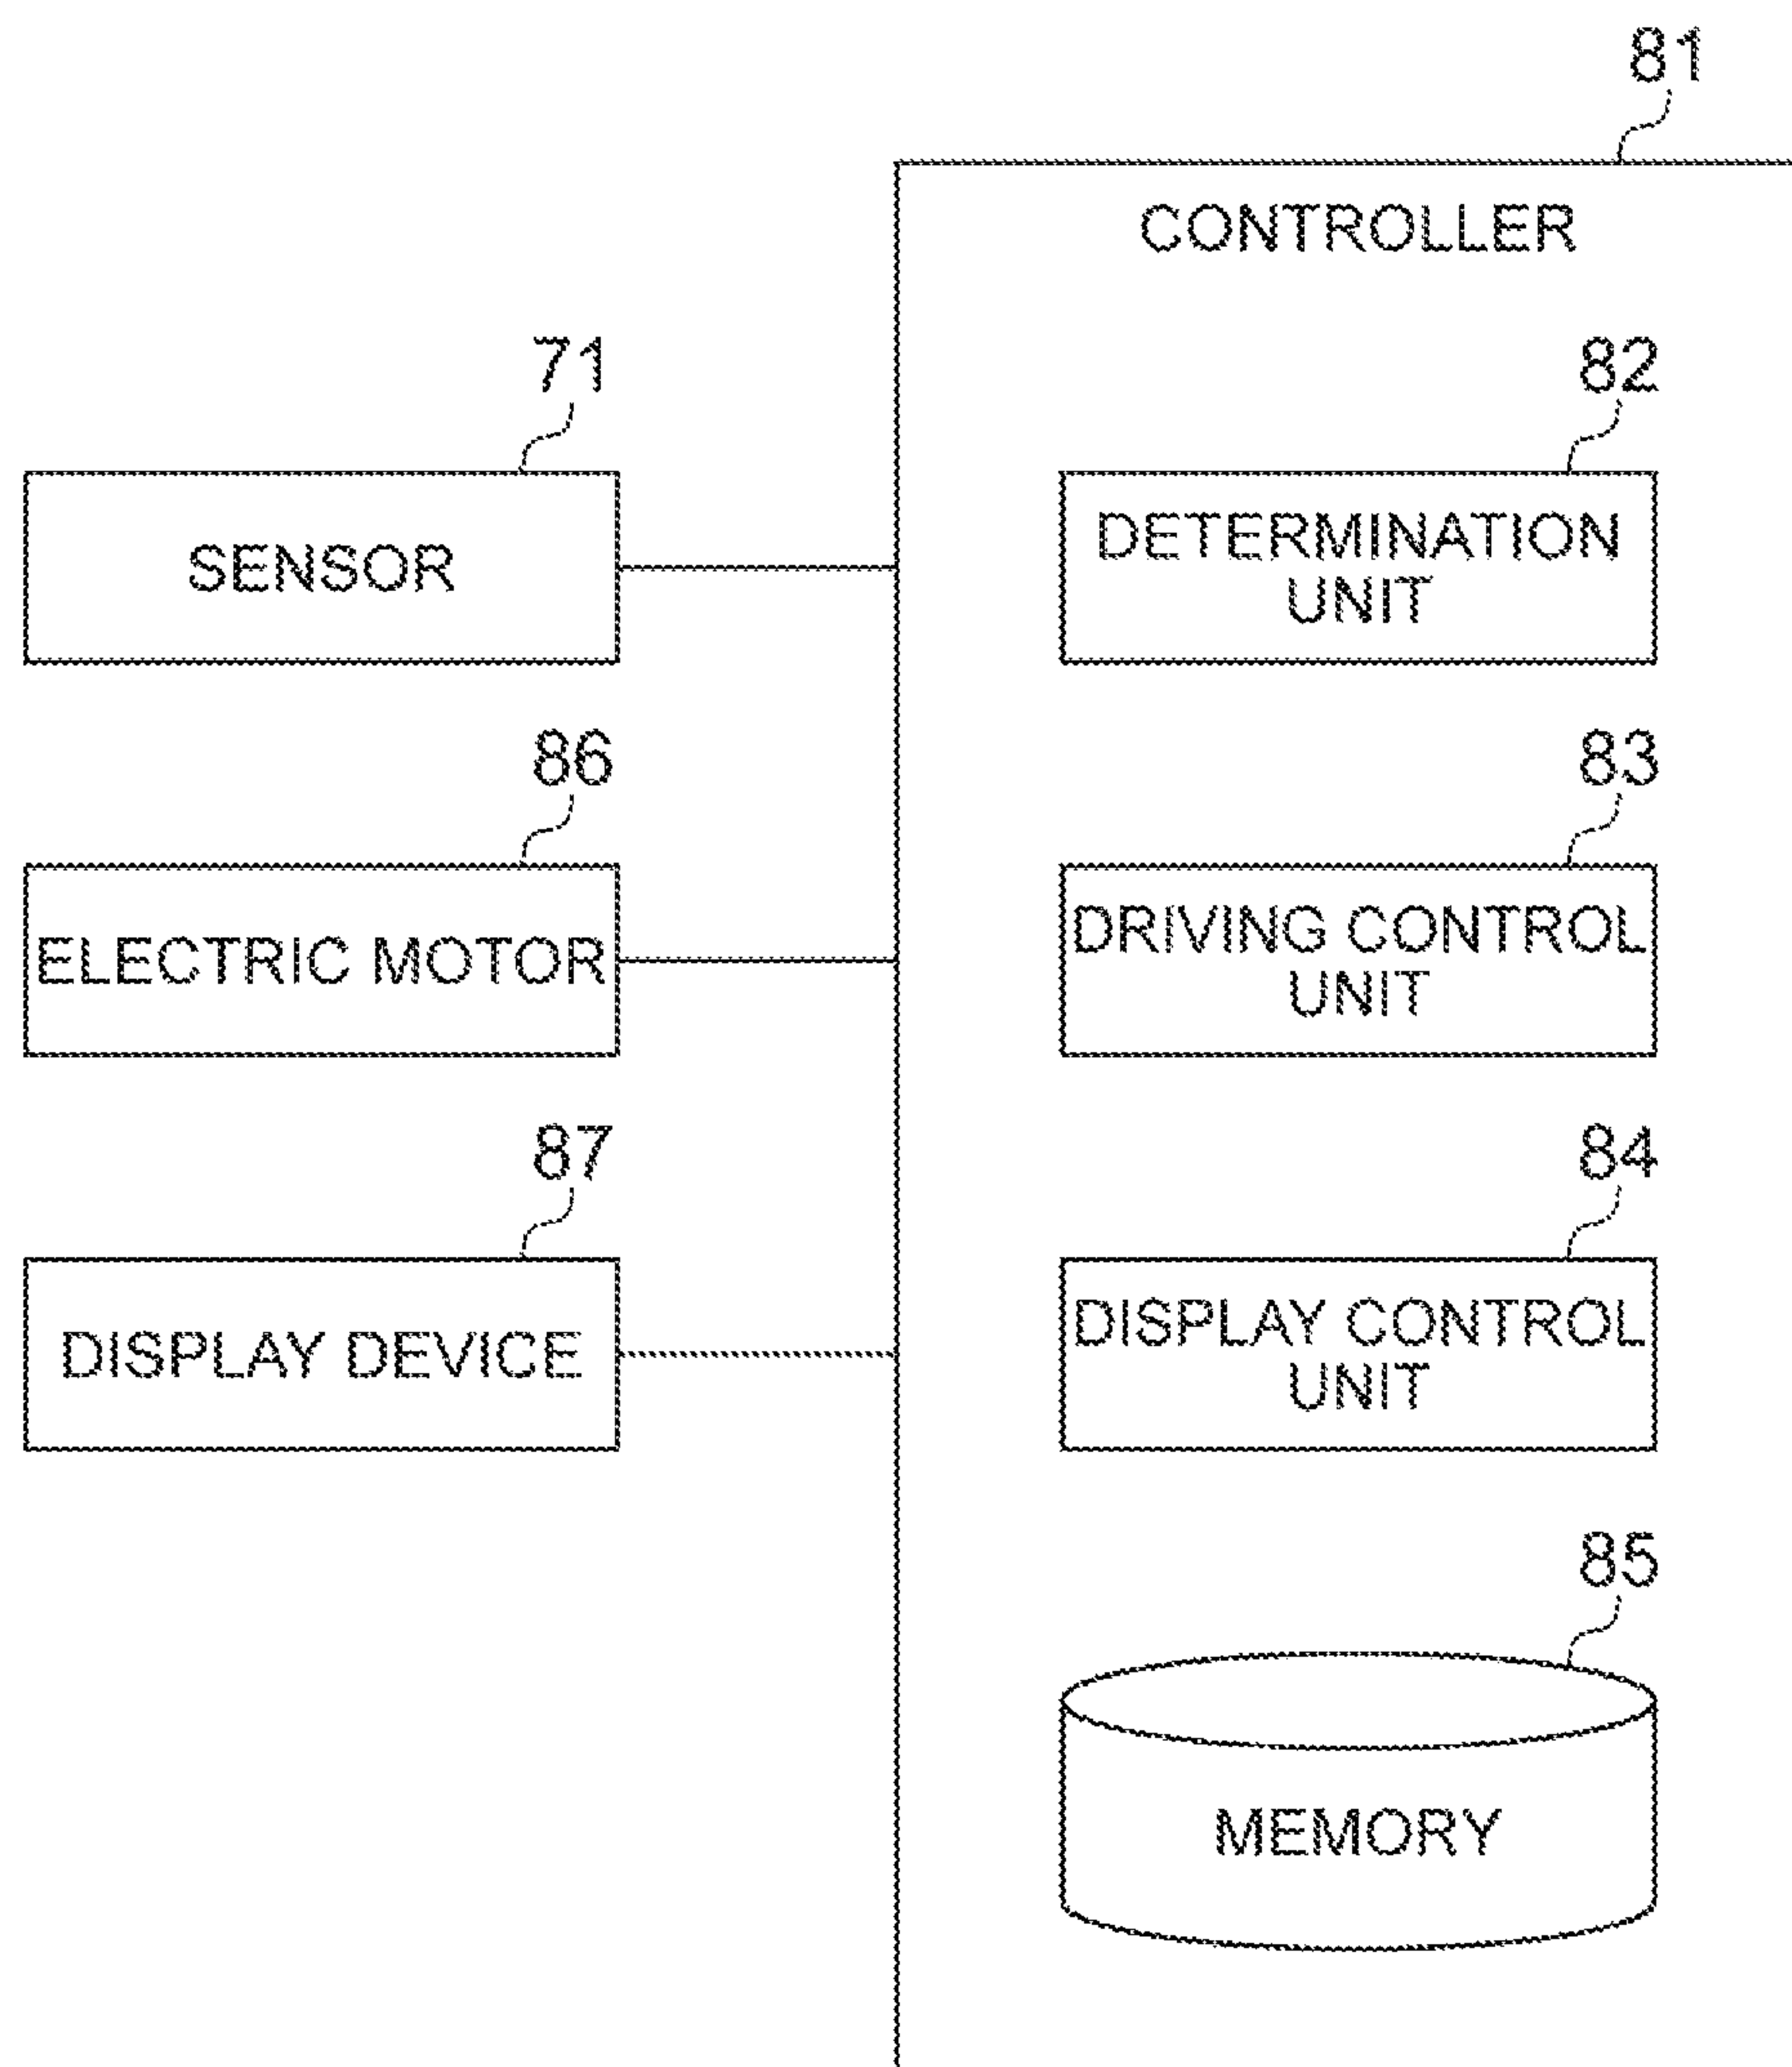 81
CONTROLLER
71
82
SENSOR
DETERMINATION
UNIT
86
83
ELECTRIC MOTOR
DRIVING CONTROL
UNIT
87
84
DISPLAY DEVICE
DISPLAY CONTROL
UNIT
85
MEMORY